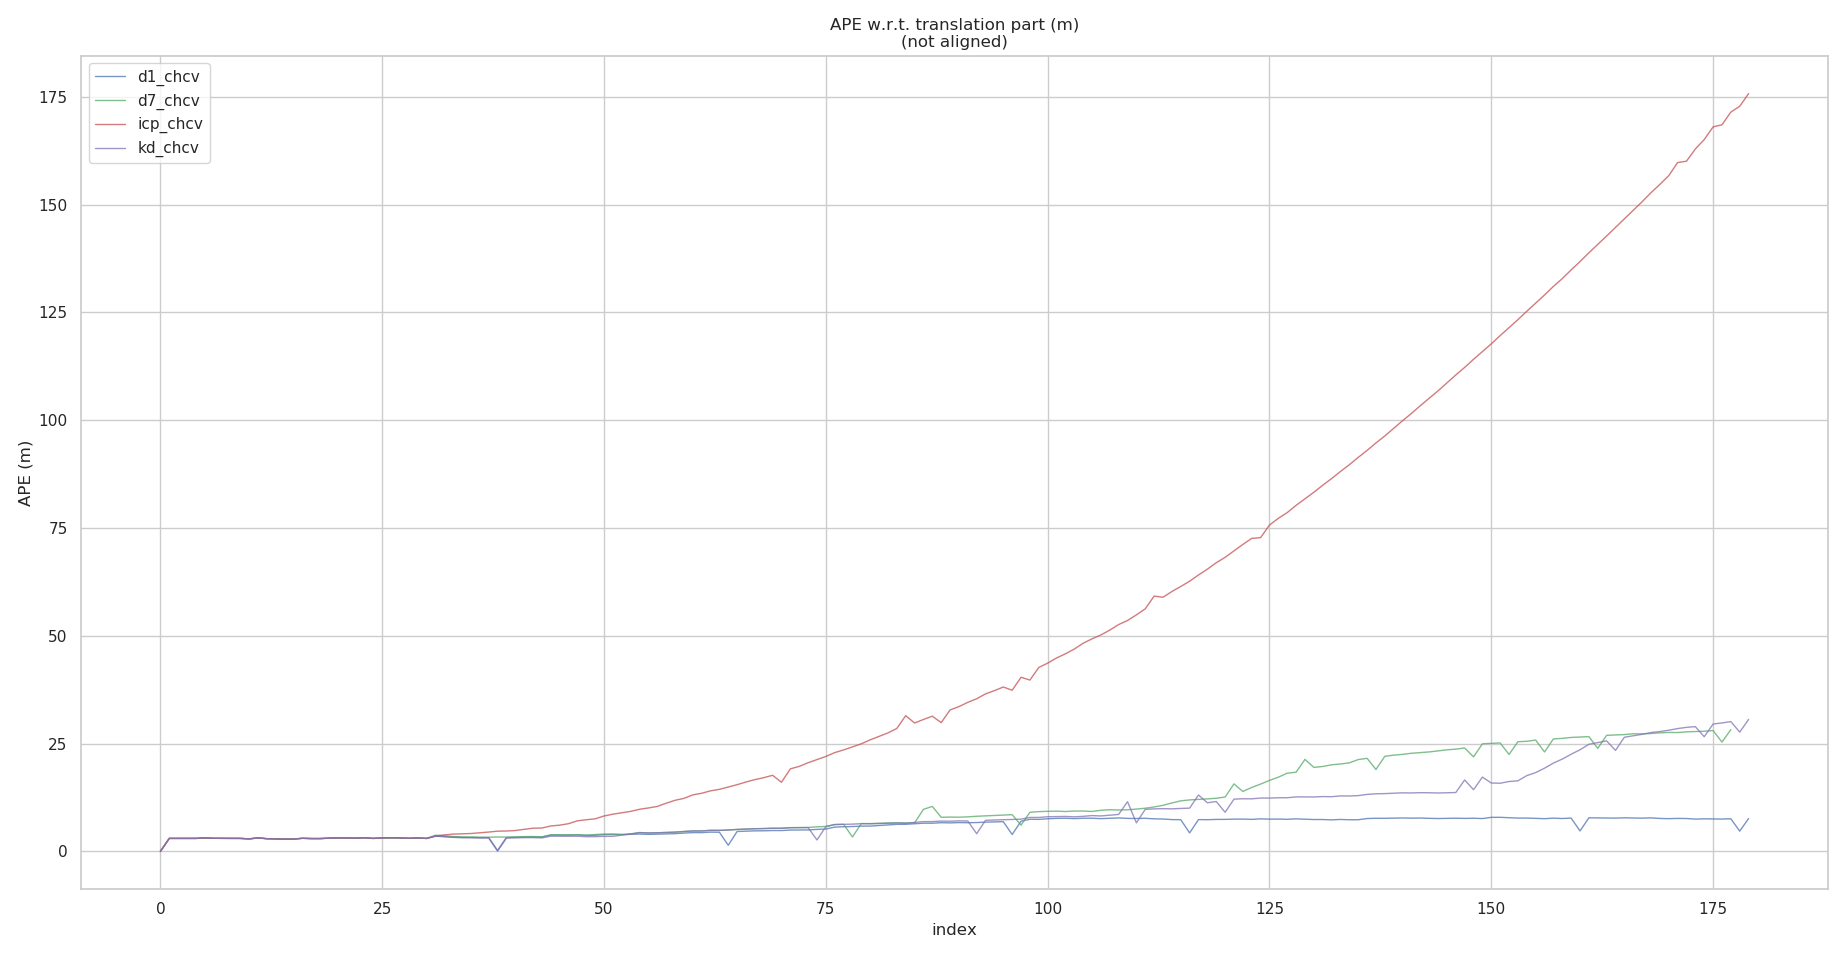 APE w.r.t. translation part (m)
(not aligned)
d1_chcv
d7_chcv
icp_chcv
kd_chcv
175
150
125
100
75
50
25
0
APE (m)
0 25 50 75 100 125 150 175
index